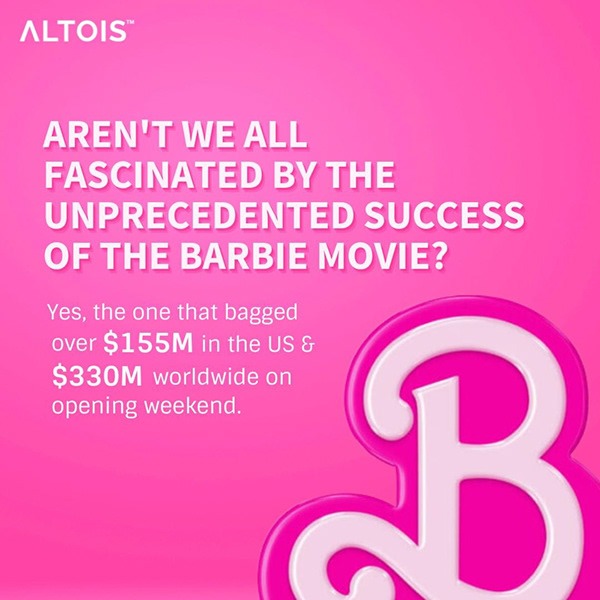 ALTOIS™
AREN'T WE ALL
FASCINATED BY THE
UNPRECEDENTED SUCCESS
OF THE BARBIE MOVIE?
Yes, the one that bagged
over $155M in the US &
$330M worldwide on
opening weekend.
B